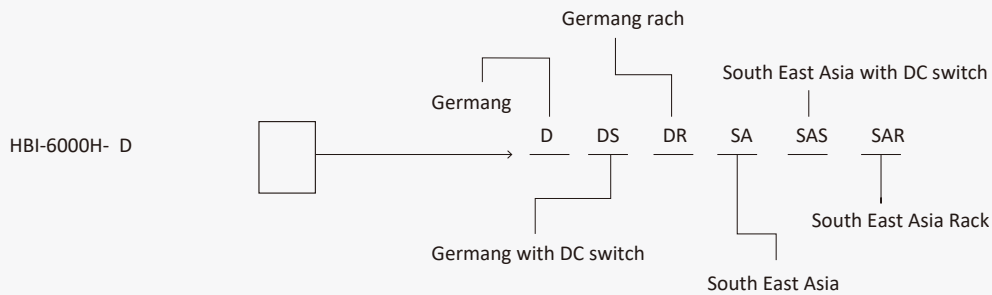 Germang rach
South East Asia with DC switch
Germang
HBI-6000H- D
D DS DR SA SAS SAR
South East Asia Rack
Germang with DC switch
South East Asia